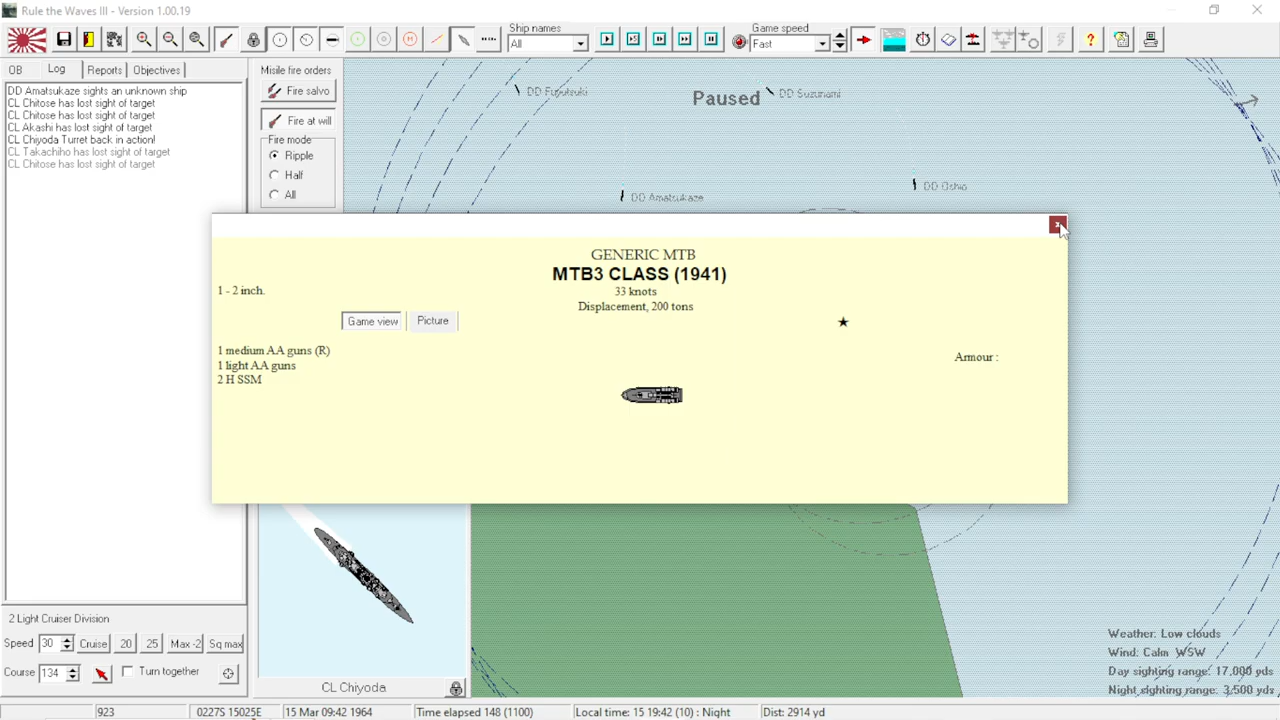 Rule the Waves III - Version 1.00.19
Ship names
All
Game speed
Fast
OB
Log
Reports
Objectives
DD Amatsukaze sights an unknown ship
CL Chitose has lost sight of target
CL Chitose has lost sight of target
CL Akashi has lost sight of target
CL Chiyoda Turret back in action!
CL Takachiho has lost sight of target
CL Chitose has lost sight of target
Misile fire orders
Fire salvo
Fire at will
Fire mode
Ripple
Half
All
DD Fuyutsuki
Paused
DD Suzunami
DD Amatsukaze
DD Oshio
GENERIC MTB
MTB3 CLASS (1941)
33 knots
Displacement, 200 tons
1 - 2 inch.
Game view
Picture
★
1 medium AA guns (R)
1 light AA guns
2 H SSM
Armour :
2 Light Cruiser Division
Speed
30
Cruise
20
25
Max -2
Sq max
Course
134
Turn together
CL Chiyoda
Weather: Low clouds
Wind: Calm WSW
Day sighting range: 17,000 yds
Night sighting range: 3,500 yds
923
0227S 15025E
15 Mar 09:42 1964
Time elapsed 148 (1100)
Local time: 15 19:42 (10) : Night
Dist: 2914 yd